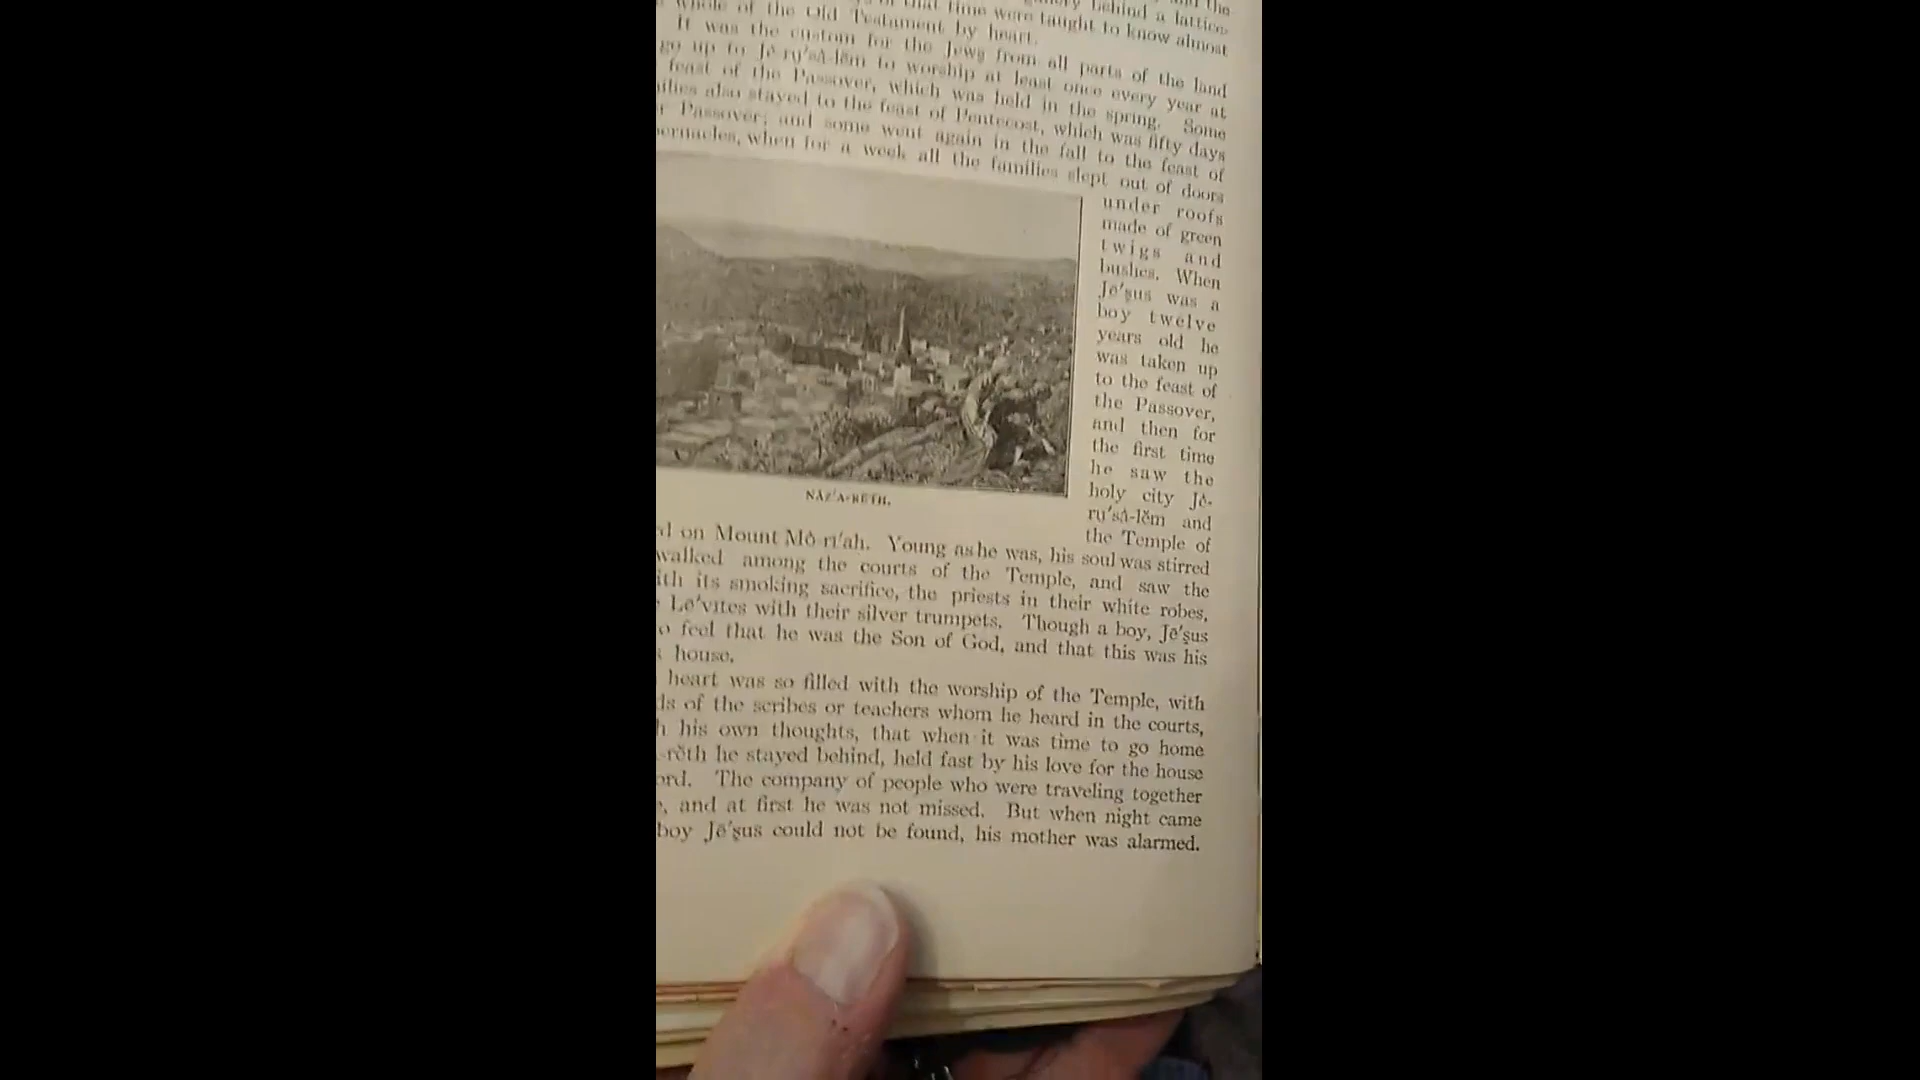 behind a lattice-
that time were taught to know almost
whole of the Old Testament by heart.
It was the custom for the Jews from all parts of the land
go up to Jē-ru̱'sȧ-lĕm to worship at least once every year at
feast of the Passover, which was held in the spring. Some
also stayed to the feast of Pentecost, which was fifty days
Passover; and some went again in the fall to the feast of
when for a week all the families slept out of doors
under roofs
made of green
twigs and
bushes. When
Jē'ṣus was a
boy twelve
years old he
was taken up
to the feast of
the Passover,
and then for
the first time
he saw the
holy city Jē-
ru̱'sȧ-lĕm and
the Temple of
NĂZ'A-RĔTH.
on Mount Mō-rī'ah. Young as he was, his soul was stirred
walked among the courts of the Temple, and saw the
its smoking sacrifice, the priests in their white robes,
Lē'vītes with their silver trumpets. Though a boy, Jē'ṣus
feel that he was the Son of God, and that this was his
house.
heart was so filled with the worship of the Temple, with
of the scribes or teachers whom he heard in the courts,
his own thoughts, that when it was time to go home
-rĕth he stayed behind, held fast by his love for the house
The company of people who were traveling together
and at first he was not missed. But when night came
boy Jē'ṣus could not be found, his mother was alarmed.